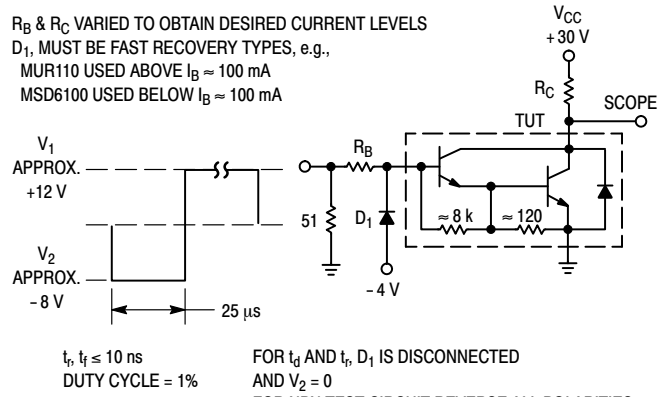 R_B & R_C VARIED TO OBTAIN DESIRED CURRENT LEVELS
D_1, MUST BE FAST RECOVERY TYPES, e.g.,
MUR110 USED ABOVE I_B ≈ 100 mA
MSD6100 USED BELOW I_B ≈ 100 mA
V_CC
+ 30 V
R_C
SCOPE
TUT
V_1
APPROX.
+12 V
R_B
51
D_1
≈ 8 k
≈ 120
– 4 V
V_2
APPROX.
– 8 V
25 μs
t_r, t_f ≤ 10 ns
DUTY CYCLE = 1%
FOR t_d AND t_r, D_1 IS DISCONNECTED
AND V_2 = 0